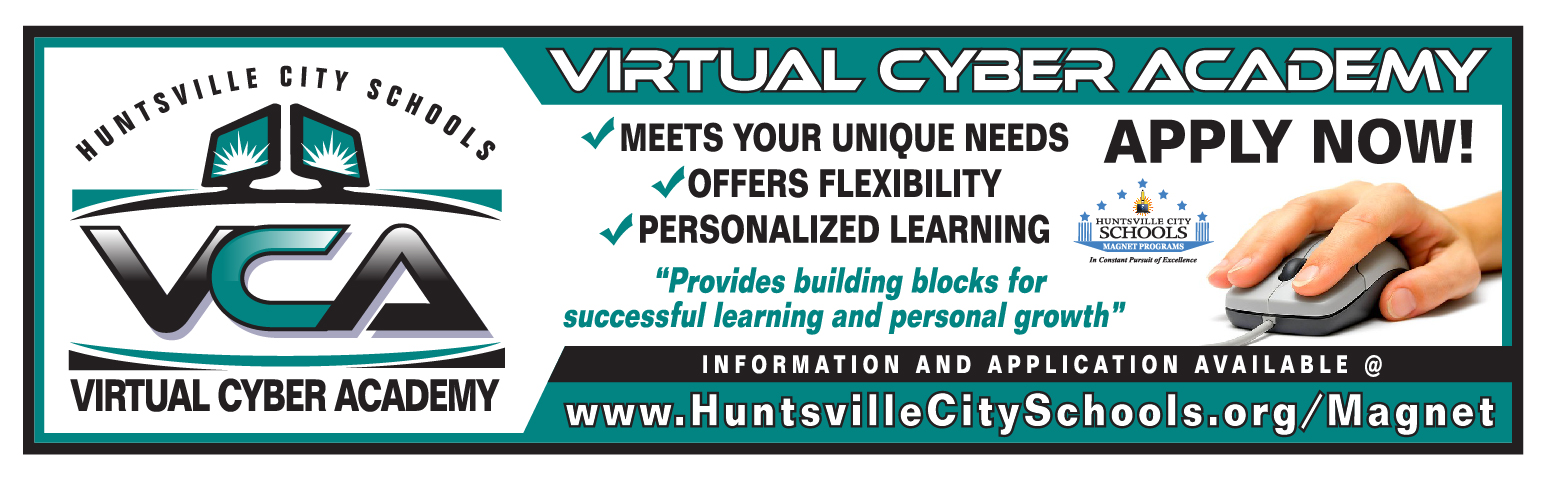 HUNTSVILLE CITY SCHOOLS
VCA
VIRTUAL CYBER ACADEMY
VIRTUAL CYBER ACADEMY
MEETS YOUR UNIQUE NEEDS
OFFERS FLEXIBILITY
PERSONALIZED LEARNING
“Provides building blocks for
successful learning and personal growth”
APPLY NOW!
HUNTSVILLE CITY
SCHOOLS
MAGNET PROGRAMS
In Constant Pursuit of Excellence
INFORMATION AND APPLICATION AVAILABLE @
www.HuntsvilleCitySchools.org/Magnet